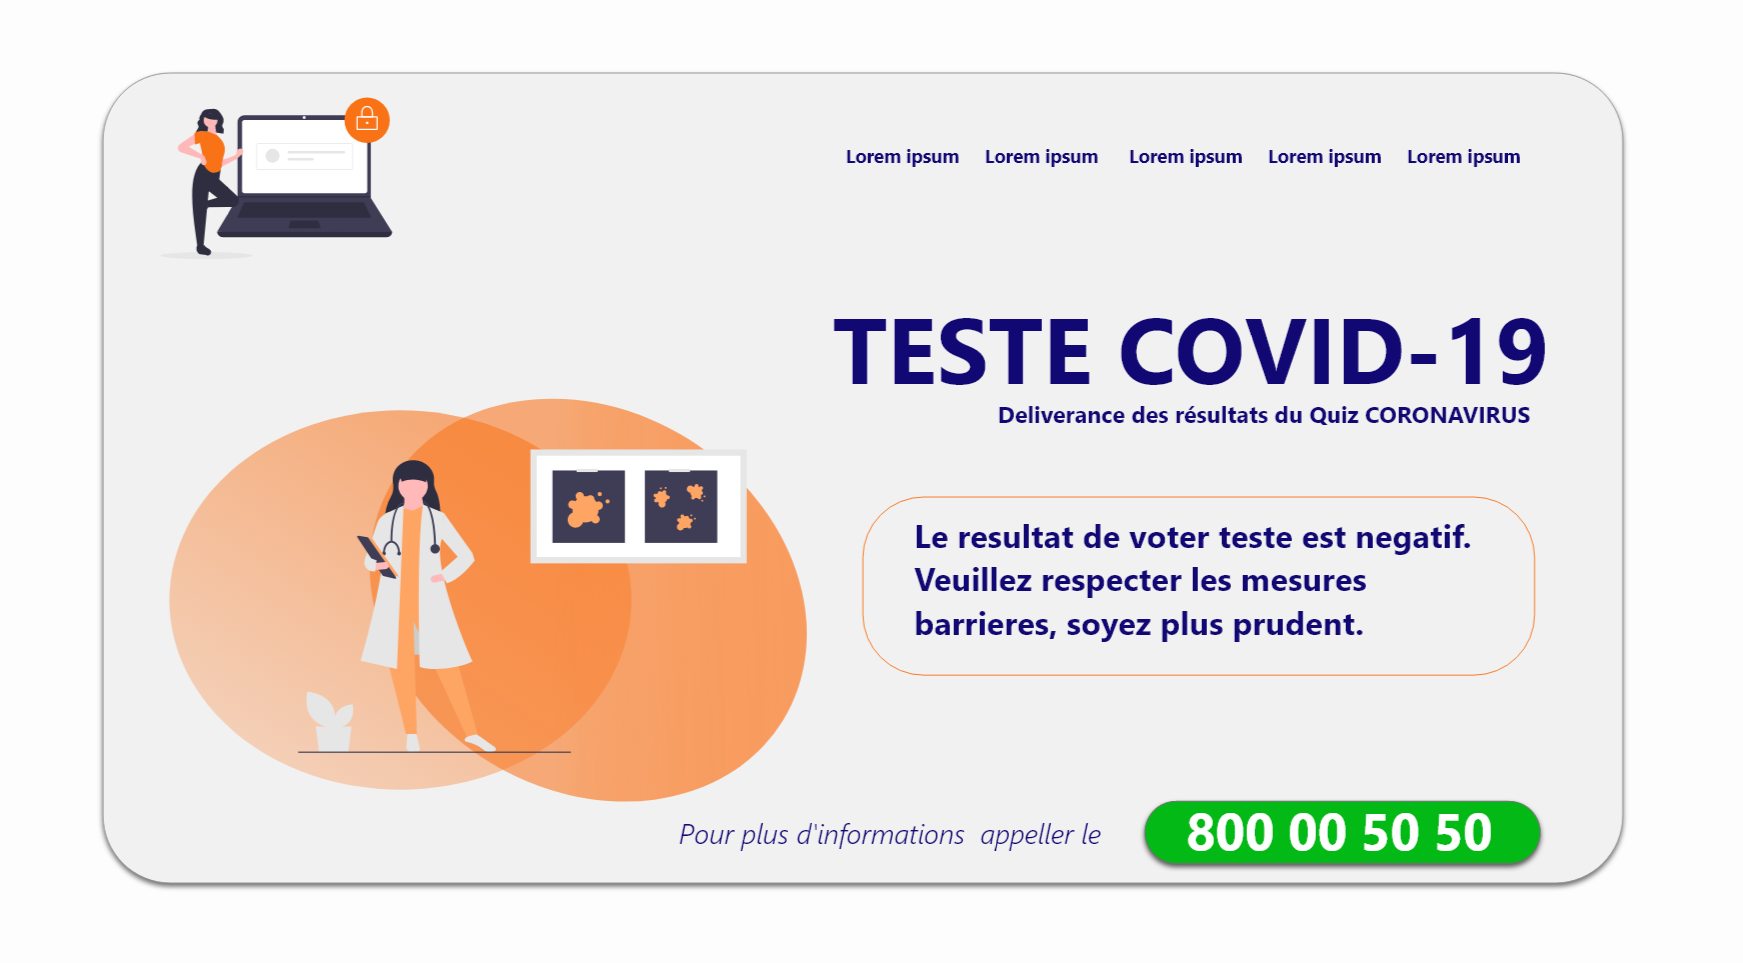 Lorem ipsum Lorem ipsum Lorem ipsum Lorem ipsum Lorem ipsum
TESTE COVID-19
Deliverance des résultats du Quiz CORONAVIRUS
Le resultat de voter teste est negatif.
Veuillez respecter les mesures
barrieres, soyez plus prudent.
Pour plus d'informations appeller le 800 00 50 50